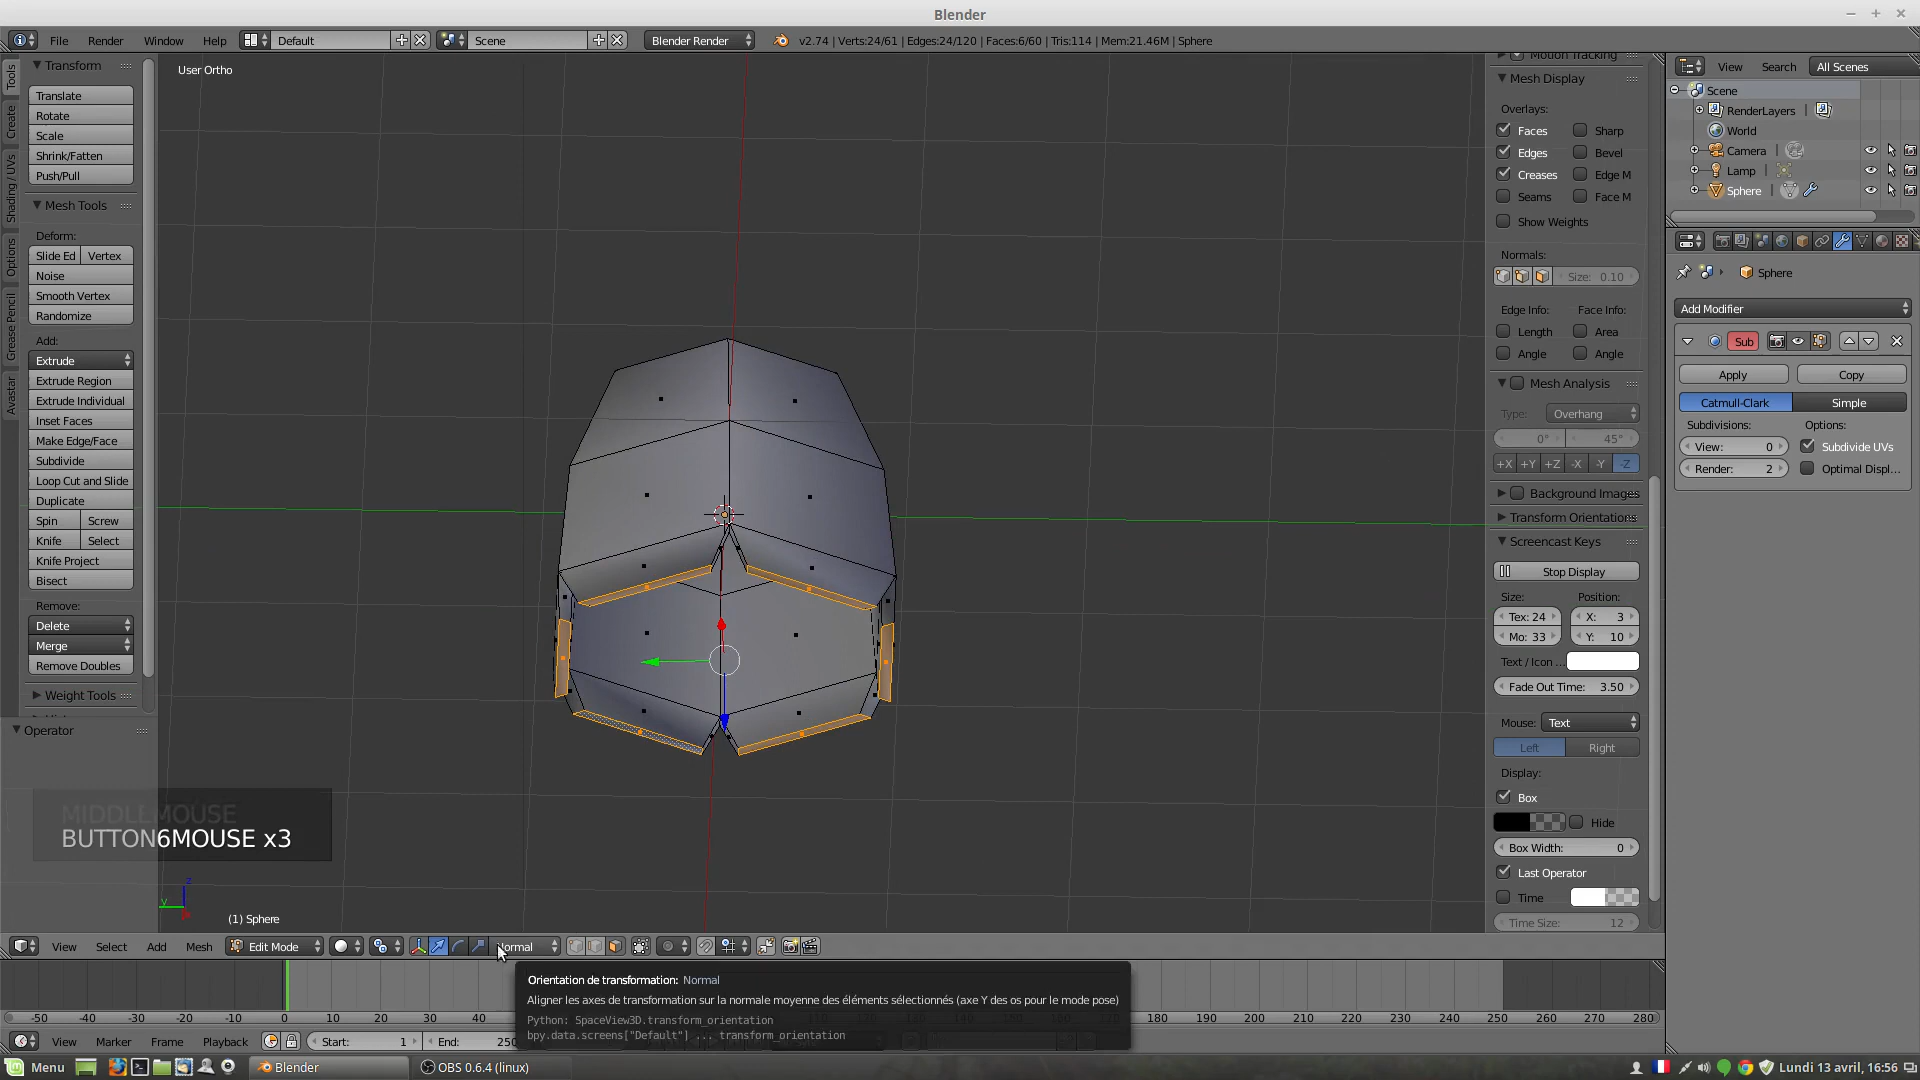 Blender
File Render Window Help Default Scene Blender Render v2.74 | Verts:24/61 | Edges:24/120 | Faces:6/60 | Tris:114 | Mem:21.46M | Sphere
Tools
Create
Shading / UVs
Options
Grease Pencil
Avastar
Transform
Translate
Rotate
Scale
Shrink/Fatten
Push/Pull
Mesh Tools
Deform:
Slide Ed Vertex
Noise
Smooth Vertex
Randomize
Add:
Extrude
Extrude Region
Extrude Individual
Inset Faces
Make Edge/Face
Subdivide
Loop Cut and Slide
Duplicate
Spin Screw
Knife Select
Knife Project
Bisect
Remove:
Delete
Merge
Remove Doubles
Weight Tools
Operator
User Ortho
MIDDLEMOUSE
BUTTON6MOUSE x3
z
y
(1) Sphere
Motion Tracking
Mesh Display
Overlays:
Faces Sharp
Edges Bevel
Creases Edge M
Seams Face M
Show Weights
Normals:
Size: 0.10
Edge Info: Face Info:
Length Area
Angle Angle
Mesh Analysis
Type: Overhang
0° 45°
+X +Y +Z -X -Y -Z
Background Images
Transform Orientations
Screencast Keys
Stop Display
Size: Position:
Tex: 24 X: 3
Mo: 33 Y: 10
Text / Icon ...
Fade Out Time: 3.50
Mouse: Text
Left Right
Display:
Box
Hide
Box Width: 0
Last Operator
Time
Time Size: 12
View Search All Scenes
Scene
RenderLayers
World
Camera
Lamp
Sphere
Sphere
Add Modifier
Sub
Apply Copy
Catmull-Clark Simple
Subdivisions: Options:
View: 0 Subdivide UVs
Render: 2 Optimal Displ...
View Select Add Mesh Edit Mode Normal
Orientation de transformation: Normal
Aligner les axes de transformation sur la normale moyenne des éléments sélectionnés (axe Y des os pour le mode pose)
Python: SpaceView3D.transform_orientation
bpy.data.screens["Default"] ... transform_orientation
-50 -40 -30 -20 -10 0 10 20 30 40 180 190 200 210 220 230 240 250 260 270 280
View Marker Frame Playback Start: 1 End: 250
Menu Blender OBS 0.6.4 (linux) Lundi 13 avril, 16:56